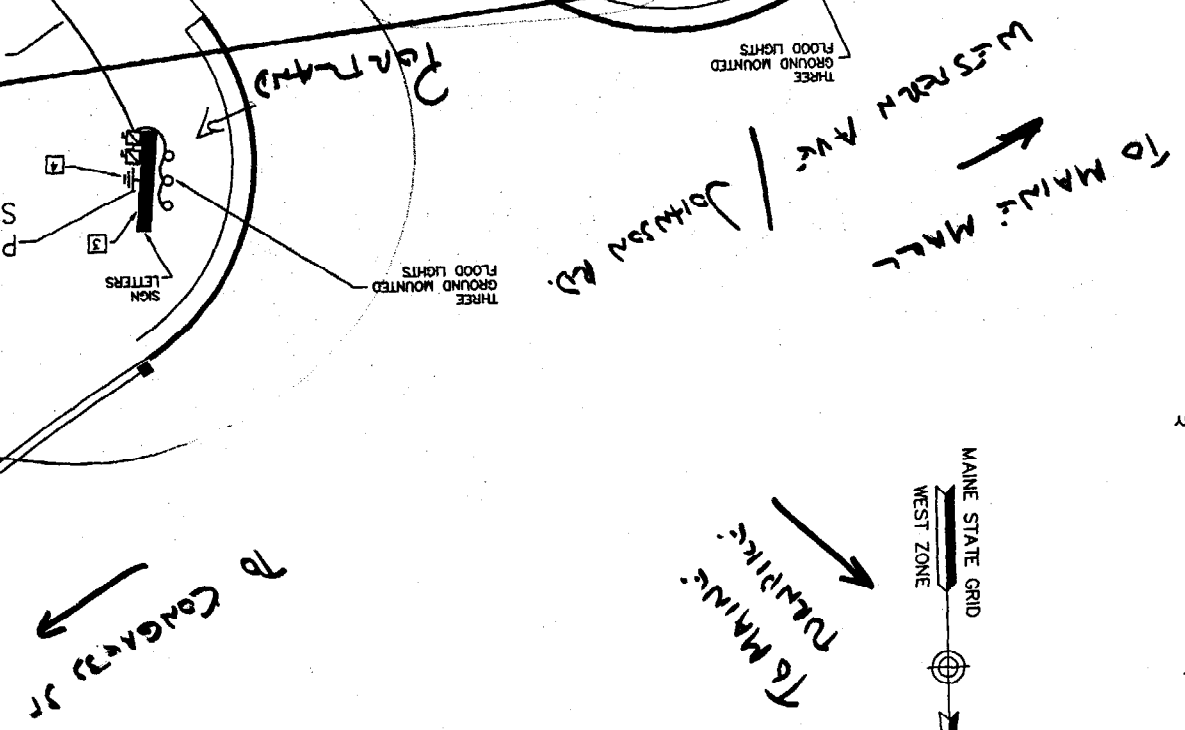 THREE
GROUND MOUNTED
FLOOD LIGHTS
WESTERN AVE
TO MAINE MALL
PORTLAND
JOHNSON RD.
4
3
S
P
SIGN
LETTERS
THREE
GROUND MOUNTED
FLOOD LIGHTS
MAINE STATE GRID
WEST ZONE
TO MAINE
TURNPIKE
TO CONGRESS ST